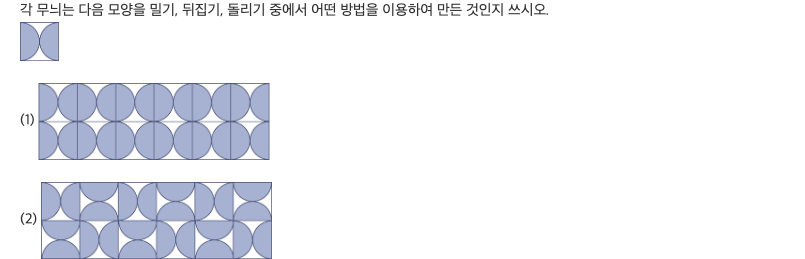 각 무늬는 다음 모양을 밀기, 뒤집기, 돌리기 중에서 어떤 방법을 이용하여 만든 것인지 쓰시오.
(1)
(2)